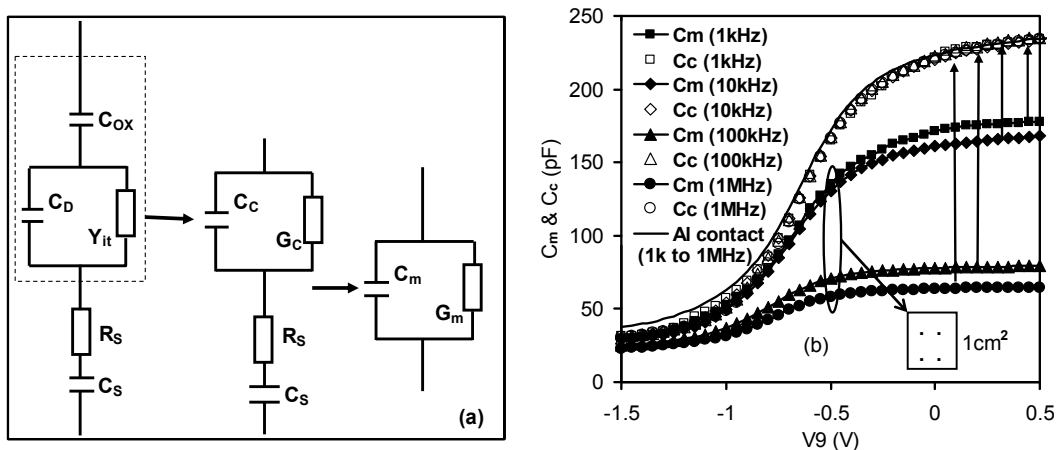 C_OX
C_D
Y_it
R_S
C_S
C_C
G_C
R_S
C_S
C_m
G_m
(a)
250
200
150
100
50
0
C_m & C_c (pF)
Cm (1kHz)
Cc (1kHz)
Cm (10kHz)
Cc (10kHz)
Cm (100kHz)
Cc (100kHz)
Cm (1MHz)
Cc (1MHz)
Al contact
(1k to 1MHz)
(b)
1cm²
-1.5 -1 -0.5 0 0.5
V9 (V)